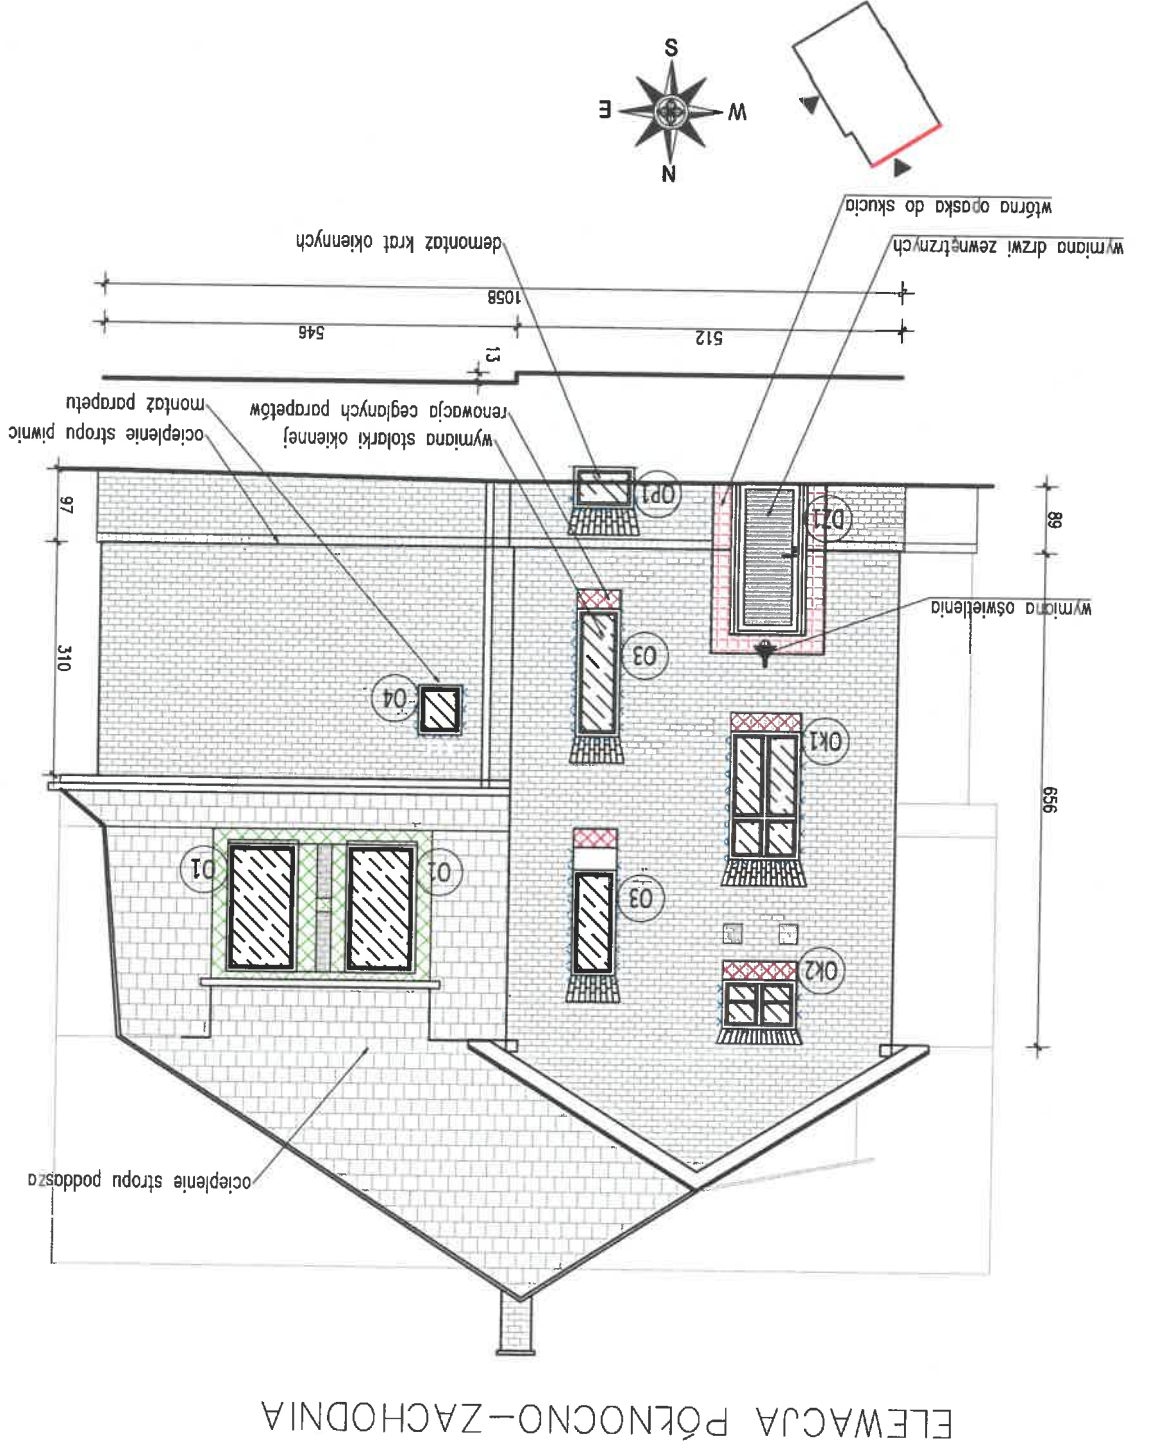 ELEWACJA PÓŁNOCNO-ZACHODNIA
ocieplenie stropu poddasza
Ok2
O3
O1
O1
Ok1
656
310
O4
O3
wymiana oświetlenia
DZ1
OP1
89
97
wymiana stolarki okiennej
renowacja ceglanych parapetów
ocieplenie stropu piwnic
montaż parapetu
13
512
546
1058
wymiana drzwi zewnętrznych
demontaż krat okiennych
wtórna opaska do skucia
N
W
E
S